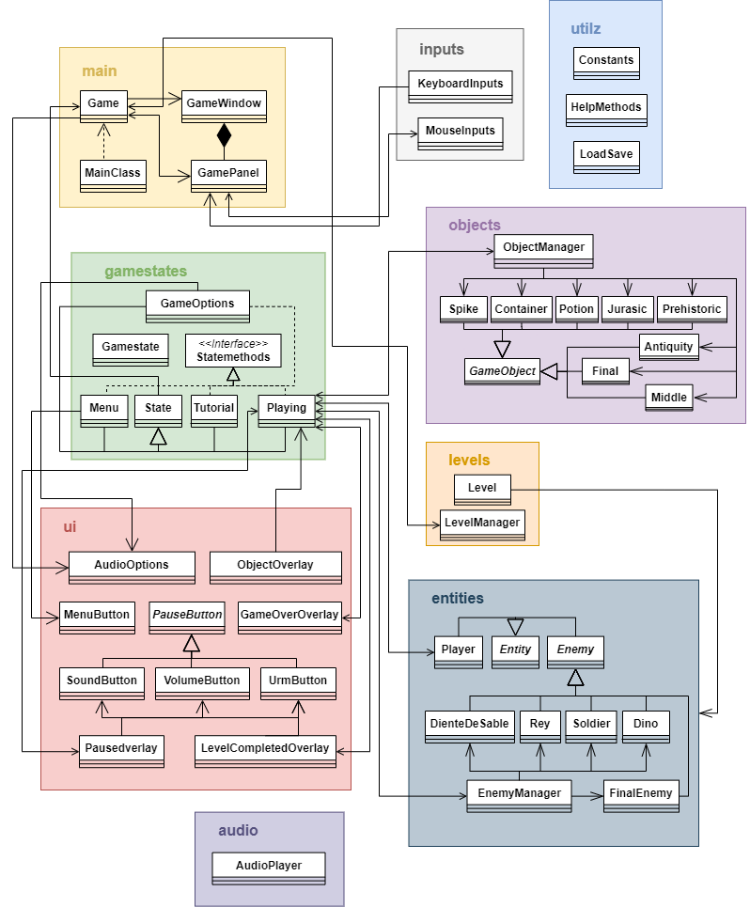 main
Game
GameWindow
MainClass
GamePanel
inputs
KeyboardInputs
MouseInputs
utilz
Constants
HelpMethods
LoadSave
objects
ObjectManager
Spike
Container
Potion
Jurasic
Prehistoric
GameObject
Antiquity
Final
Middle
gamestates
GameOptions
Gamestate
<<Interface>>
Statemethods
Menu
State
Tutorial
Playing
levels
Level
LevelManager
ui
AudioOptions
ObjectOverlay
MenuButton
PauseButton
GameOverOverlay
SoundButton
VolumeButton
UrmButton
Pausedverlay
LevelCompletedOverlay
entities
Player
Entity
Enemy
DienteDeSable
Rey
Soldier
Dino
EnemyManager
FinalEnemy
audio
AudioPlayer